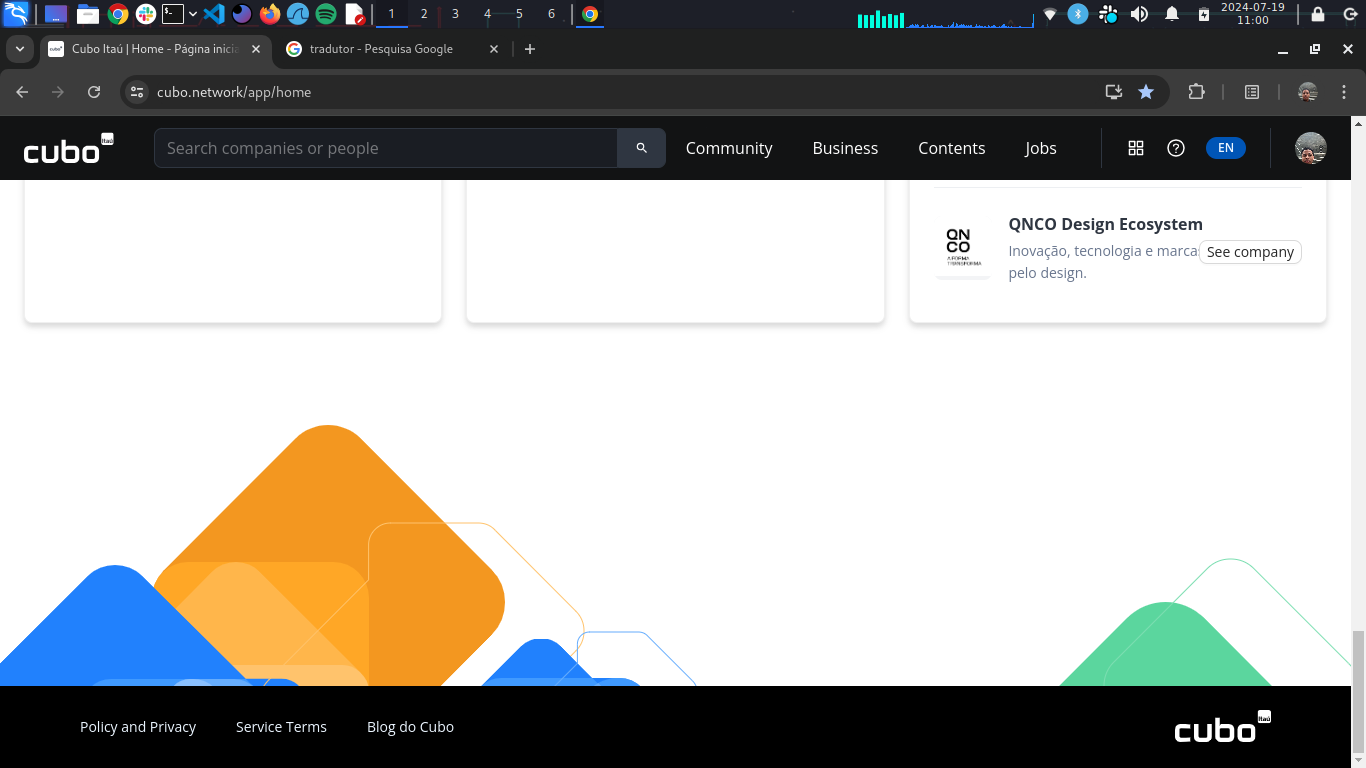 1 2 3 4 5 6
2024-07-19
11:00
Cubo Itaú | Home - Página inicia
tradutor - Pesquisa Google
cubo.network/app/home
cubo Itaú
Search companies or people
Community Business Contents Jobs
EN
QNCO Design Ecosystem
QN
CO
A FORMA
TRANSFORMA
Inovação, tecnologia e marcas
See company
pelo design.
Policy and Privacy Service Terms Blog do Cubo
cubo Itaú